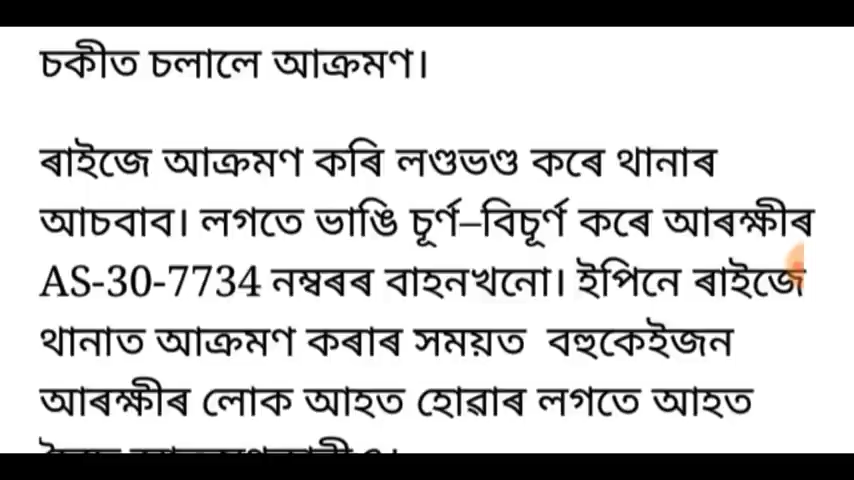 চকীত চলালে আক্ৰমণ।
ৰাইজে আক্ৰমণ কৰি লণ্ডভণ্ড কৰে থানাৰ
আচবাব। লগতে ভাঙি চূৰ্ণ–বিচূৰ্ণ কৰে আৰক্ষীৰ
AS-30-7734 নম্বৰৰ বাহনখনো। ইপিনে ৰাইজে
থানাত আক্ৰমণ কৰাৰ সময়ত বহুকেইজন
আৰক্ষীৰ লোক আহত হোৱাৰ লগতে আহত